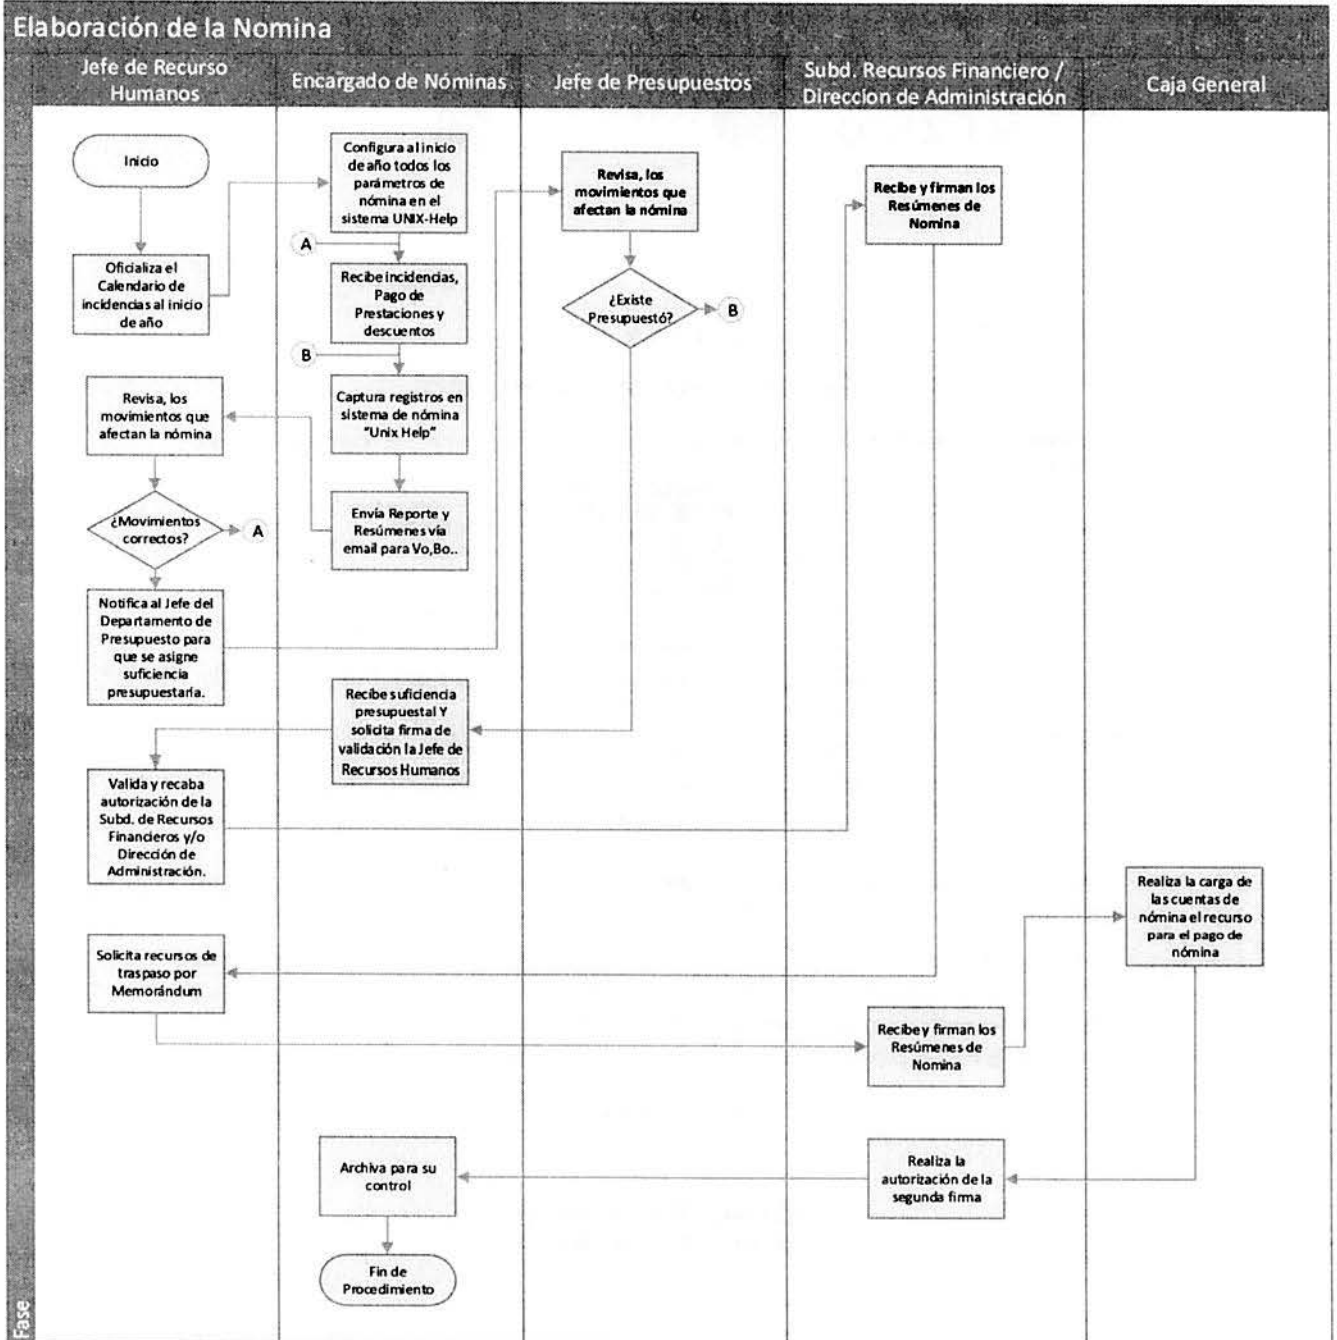 Elaboración de la Nomina
Jefe de Recurso
Humanos
Encargado de Nóminas
Jefe de Presupuestos
Subd. Recursos Financiero /
Direccion de Administración
Caja General
Inicio
Oficializa el
Calendario de
incidencias al inicio
de año
Configura al inicio
de año todos los
parámetros de
nómina en el
sistema UNIX-Help
A
Recibe incidencias,
Pago de
Prestaciones y
descuentos
B
Captura registros en
sistema de nómina
"Unix Help"
Envía Reporte y
Resúmenes vía
email para Vo,Bo..
Revisa, los
movimientos que
afectan la nómina
¿Movimientos
correctos?
A
Notifica al Jefe del
Departamento de
Presupuesto para
que se asigne
suficiencia
presupuestaría.
Revisa, los
movimientos que
afectan la nómina
¿Existe
Presupuestó?
B
Recibe suficiencia
presupuestal Y
solicita firma de
validación la Jefe de
Recursos Humanos
Valida y recaba
autorización de la
Subd. de Recursos
Financieros y/o
Dirección de
Administración.
Recibe y firman los
Resúmenes de
Nomina
Solicita recursos de
traspaso por
Memorándum
Recibe y firman los
Resúmenes de
Nomina
Realiza la carga de
las cuentas de
nómina el recurso
para el pago de
nómina
Realiza la
autorización de la
segunda firma
Archiva para su
control
Fin de
Procedimiento
Fase